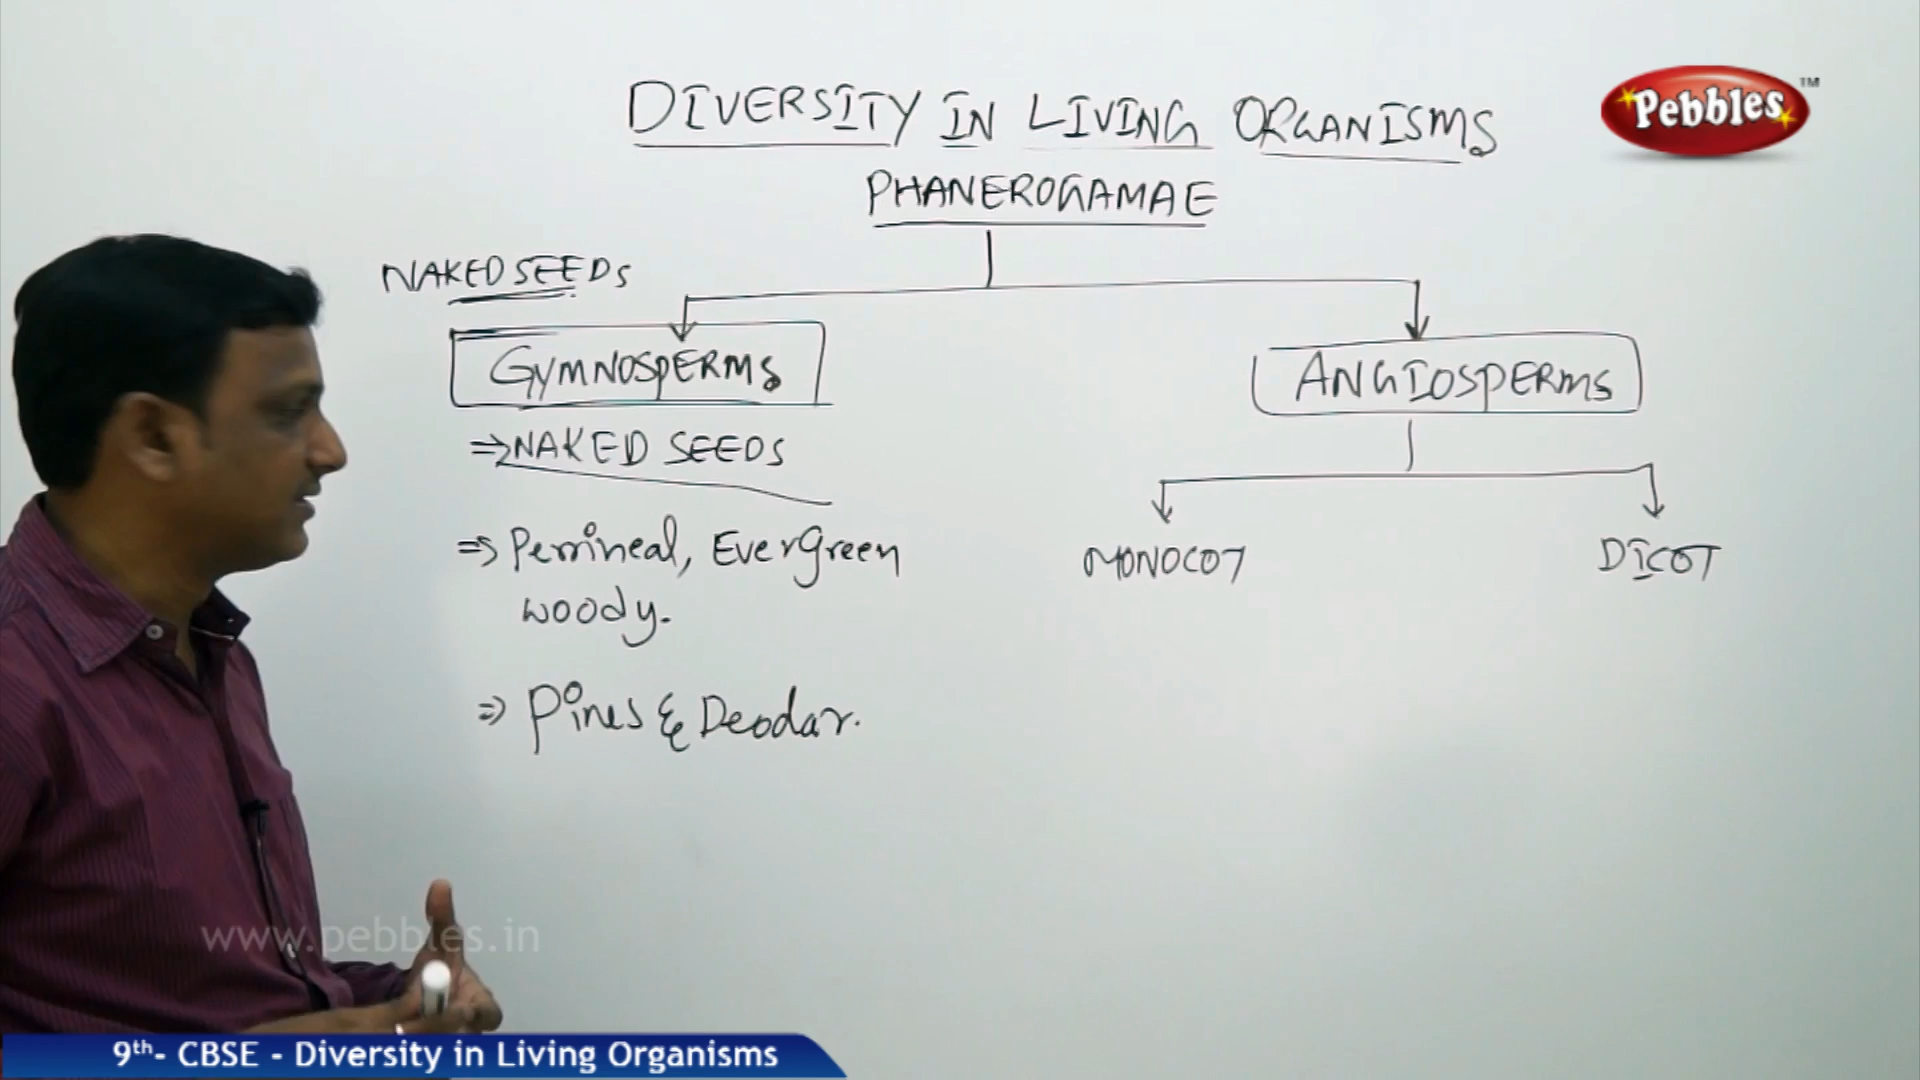 DIVERSITY IN LIVING ORGANISMS
Pebbles TM
PHANEROGAMAE
NAKED SEEDS
GYMNOSPERMS
ANGIOSPERMS
⇒ NAKED SEEDS
⇒ Perrineal, EverGreen
woody.
MONOCOT
DICOT
⇒ Pines & Deodar.
www.pebbles.in
9th- CBSE - Diversity in Living Organisms